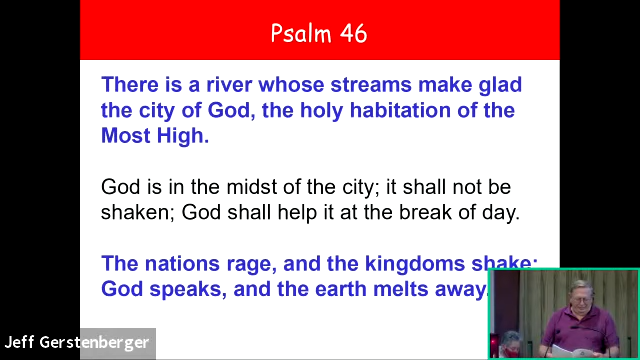 Psalm 46
There is a river whose streams make glad
the city of God, the holy habitation of the
Most High.
God is in the midst of the city; it shall not be
shaken; God shall help it at the break of day.
The nations rage, and the kingdoms shake;
God speaks, and the earth melts away.
Jeff Gerstenberger